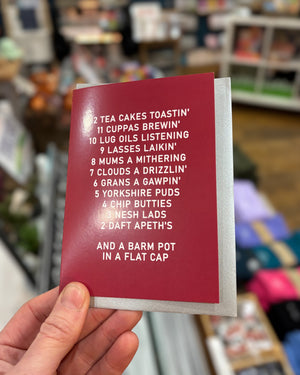 12 TEA CAKES TOASTIN'
11 CUPPAS BREWIN'
10 LUG OILS LISTENING
9 LASSES LAIKIN'
8 MUMS A MITHERING
7 CLOUDS A DRIZZLIN'
6 GRANS A GAWPIN'
5 YORKSHIRE PUDS
4 CHIP BUTTIES
3 NESH LADS
2 DAFT APETH'S
AND A BARM POT
IN A FLAT CAP